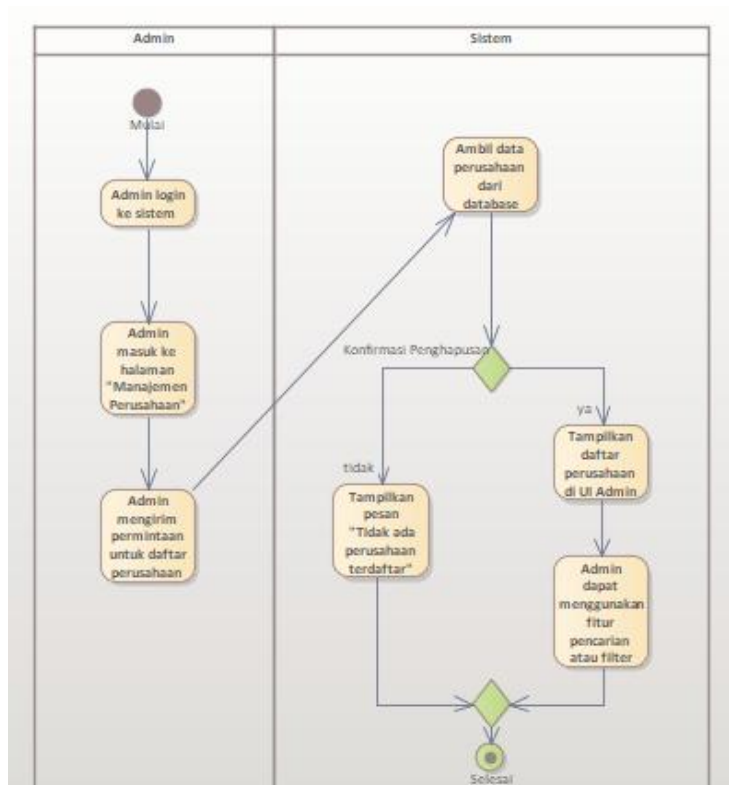 Admin
Sistem
Mulai
Admin login
ke sistem
Admin
masuk ke
halaman
"Manajemen
Perusahaan"
Admin
mengirim
permintaan
untuk daftar
perusahaan
Ambil data
perusahaan
dari
database
Konfirmasi Penghapusan
tidak
ya
Tampilkan
pesan
"Tidak ada
perusahaan
terdaftar"
Tampilkan
daftar
perusahaan
di UI Admin
Admin
dapat
menggunakan
fitur
pencarian
atau filter
Selesai